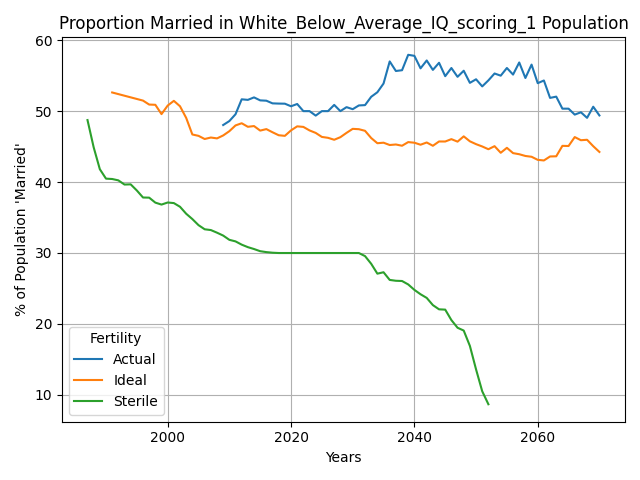 Proportion Married in White_Below_Average_IQ_scoring_1 Population
% of Population 'Married'
60
50
40
30
20
10
Fertility
Actual
Ideal
Sterile
2000 2020 2040 2060
Years